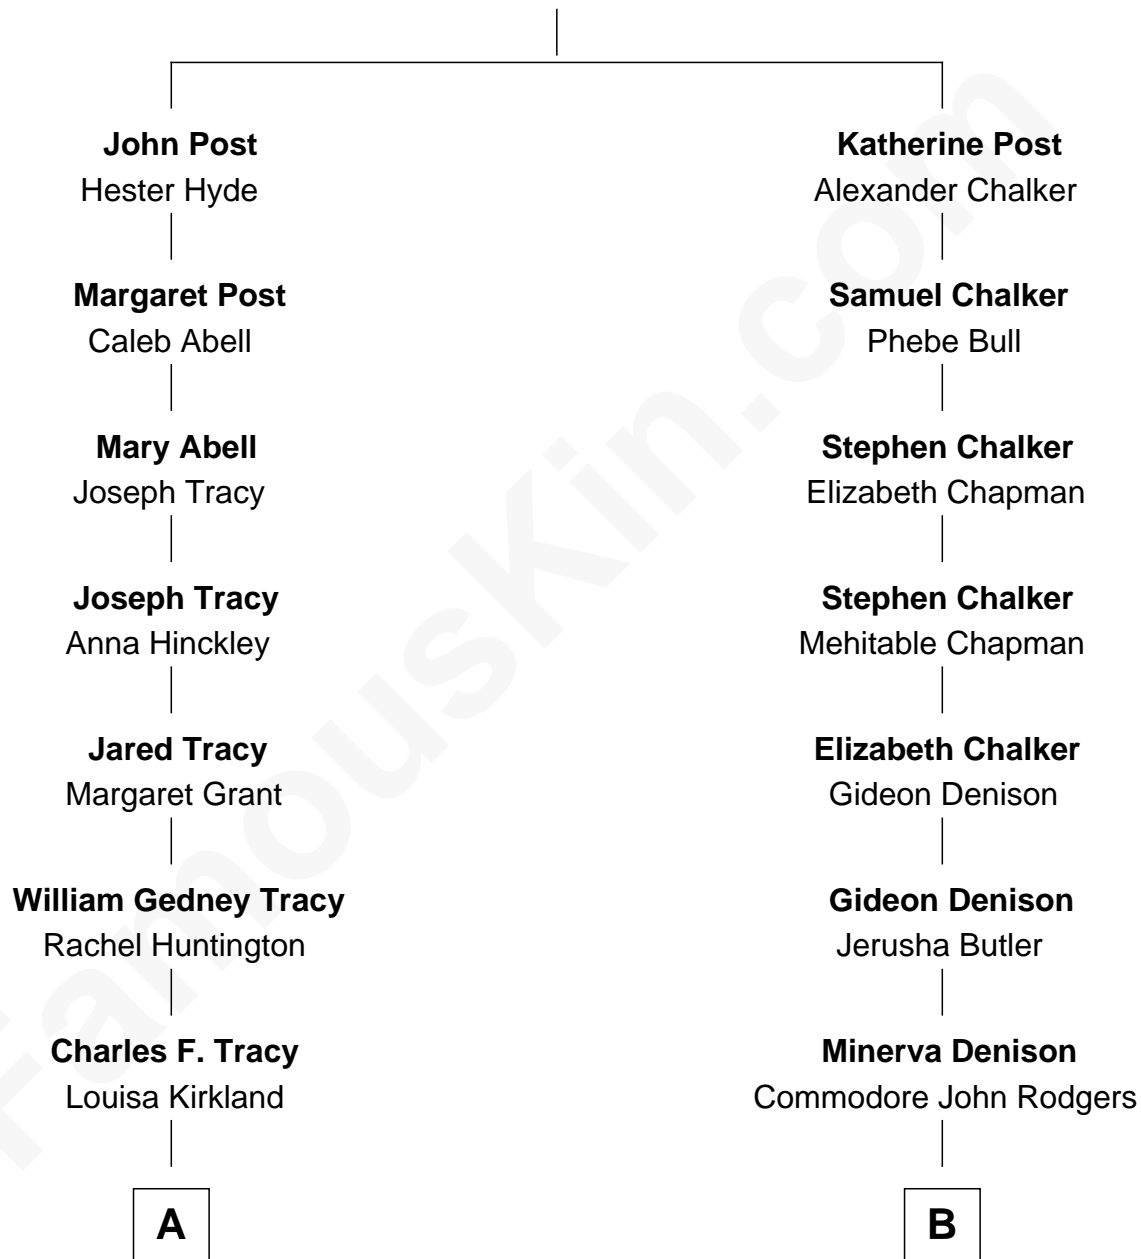 John Post
Hester Hyde
Margaret Post
Caleb Abell
Mary Abell
Joseph Tracy
Joseph Tracy
Anna Hinckley
Jared Tracy
Margaret Grant
William Gedney Tracy
Rachel Huntington
Charles F. Tracy
Louisa Kirkland
A
Katherine Post
Alexander Chalker
Samuel Chalker
Phebe Bull
Stephen Chalker
Elizabeth Chapman
Stephen Chalker
Mehitable Chapman
Elizabeth Chalker
Gideon Denison
Gideon Denison
Jerusha Butler
Minerva Denison
Commodore John Rodgers
B
FamousKin.com